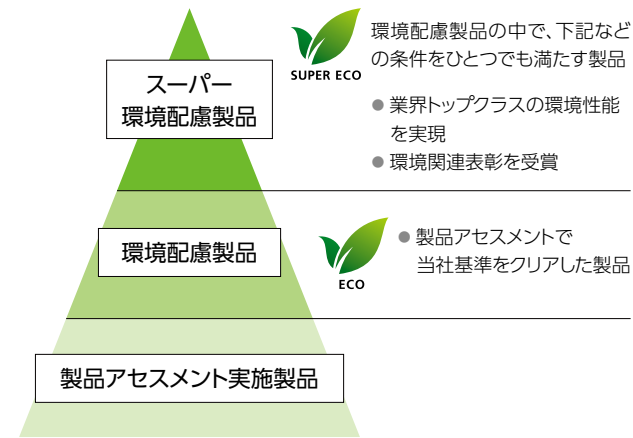 スーパー
環境配慮製品
SUPER ECO
環境配慮製品の中で、下記など
の条件をひとつでも満たす製品
● 業界トップクラスの環境性能
を実現
● 環境関連表彰を受賞
環境配慮製品
ECO
● 製品アセスメントで
当社基準をクリアした製品
製品アセスメント実施製品